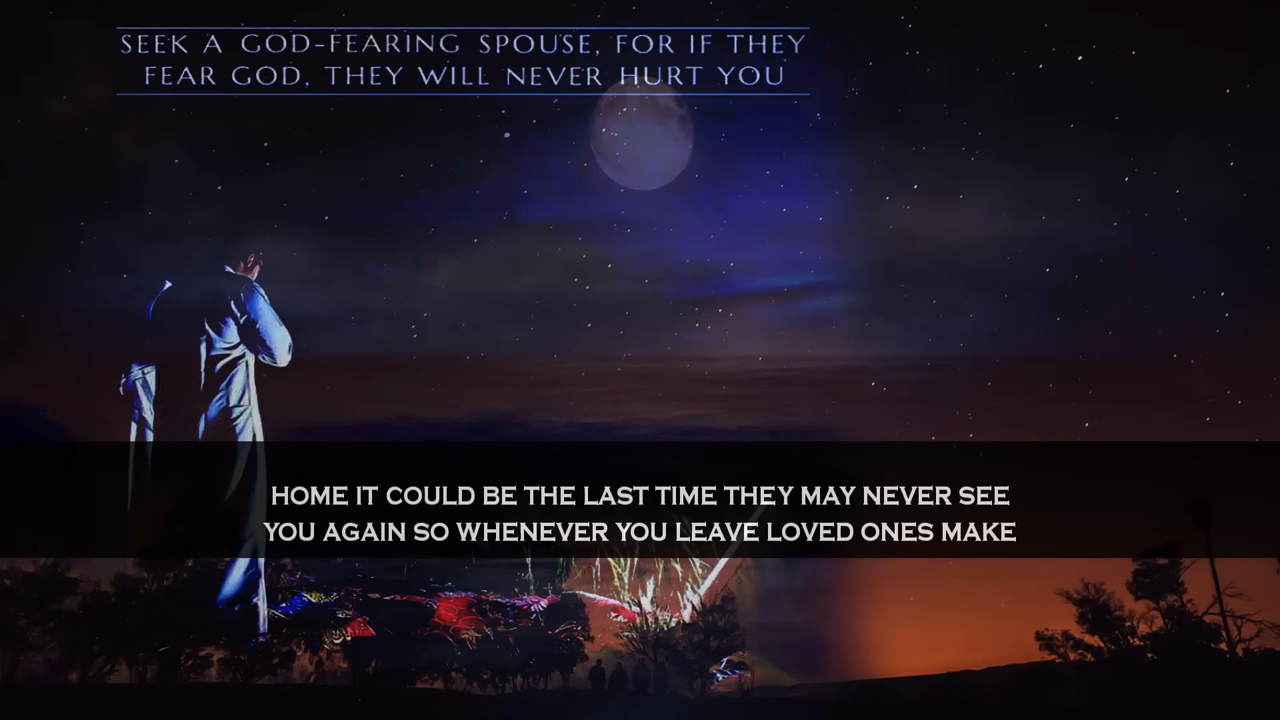 SEEK A GOD-FEARING SPOUSE, FOR IF THEY
FEAR GOD, THEY WILL NEVER HURT YOU
HOME IT COULD BE THE LAST TIME THEY MAY NEVER SEE
YOU AGAIN SO WHENEVER YOU LEAVE LOVED ONES MAKE